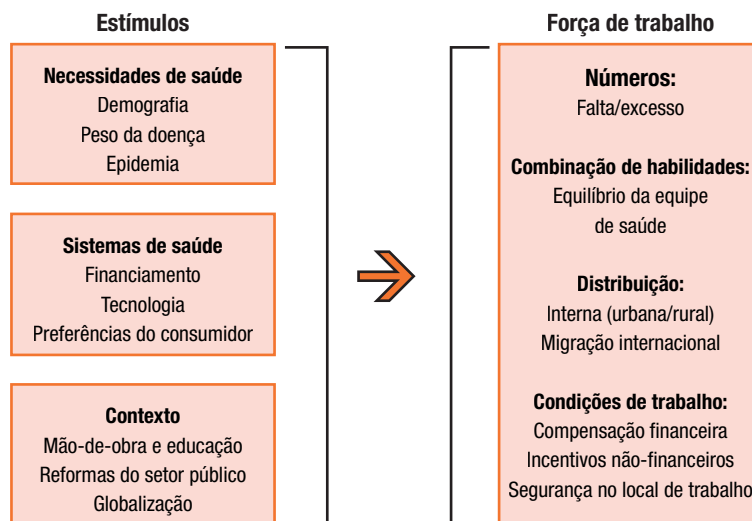 Estímulos
Necessidades de saúde
Demografia
Peso da doença
Epidemia
Sistemas de saúde
Financiamento
Tecnologia
Preferências do consumidor
Contexto
Mão-de-obra e educação
Reformas do setor público
Globalização
Força de trabalho
Números:
Falta/excesso
Combinação de habilidades:
Equilíbrio da equipe
de saúde
Distribuição:
Interna (urbana/rural)
Migração internacional
Condições de trabalho:
Compensação financeira
Incentivos não-financeiros
Segurança no local de trabalho